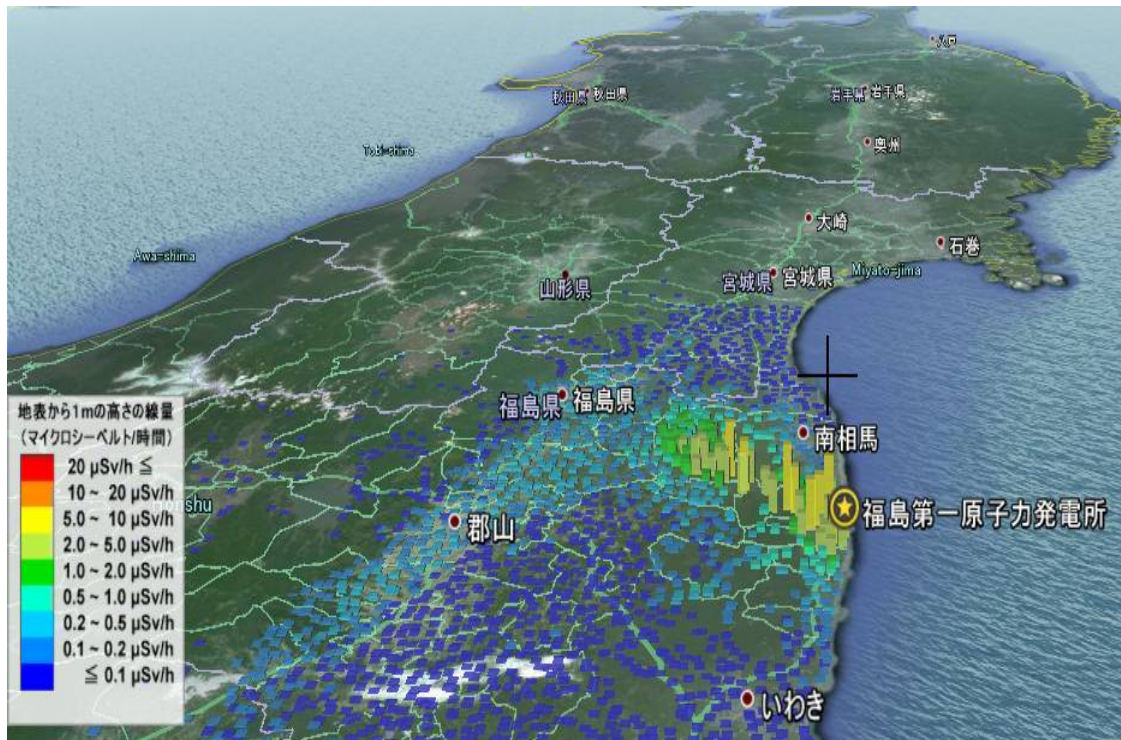 八戸
秋田県 秋田県
岩手県 岩手県
Tobi-shima
奥州
大崎
石巻
Awa-shima
Miyato-jima
宮城県 宮城県
山形県
福島県 福島県
南相馬
地表から1mの高さの線量
(マイクロシーベルト/時間)
20 μSv/h ≦
10 ~ 20 μSv/h
5.0 ~ 10 μSv/h
2.0 ~ 5.0 μSv/h
1.0 ~ 2.0 μSv/h
0.5 ~ 1.0 μSv/h
0.2 ~ 0.5 μSv/h
0.1 ~ 0.2 μSv/h
≦ 0.1 μSv/h
Honshu
福島第一原子力発電所
郡山
いわき